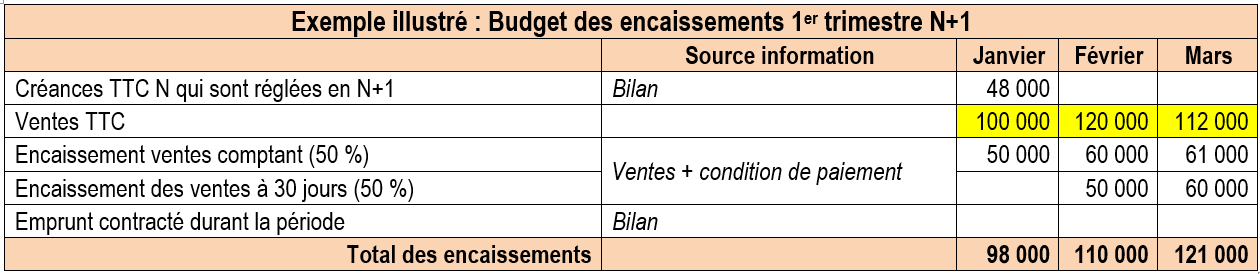 Exemple illustré : Budget des encaissements 1er trimestre N+1
Source information Janvier Février Mars
Créances TTC N qui sont réglées en N+1 Bilan 48 000
Ventes TTC 100 000 120 000 112 000
Encaissement ventes comptant (50 %) Ventes + condition de paiement 50 000 60 000 61 000
Encaissement des ventes à 30 jours (50 %) 50 000 60 000
Emprunt contracté durant la période Bilan
Total des encaissements 98 000 110 000 121 000